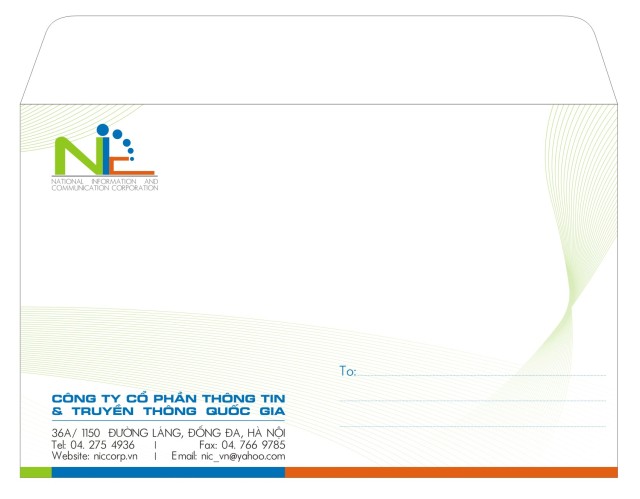 NIC
NATIONAL INFORMATION AND
COMMUNICATION CORPORATION
To:
CÔNG TY CỔ PHẦN THÔNG TIN
& TRUYỀN THÔNG QUỐC GIA
36A/ 1150 ĐƯỜNG LÁNG, ĐỐNG ĐA, HÀ NỘI
Tel: 04. 275 4936 | Fax: 04. 766 9785
Website: niccorp.vn | Email: nic_vn@yahoo.com